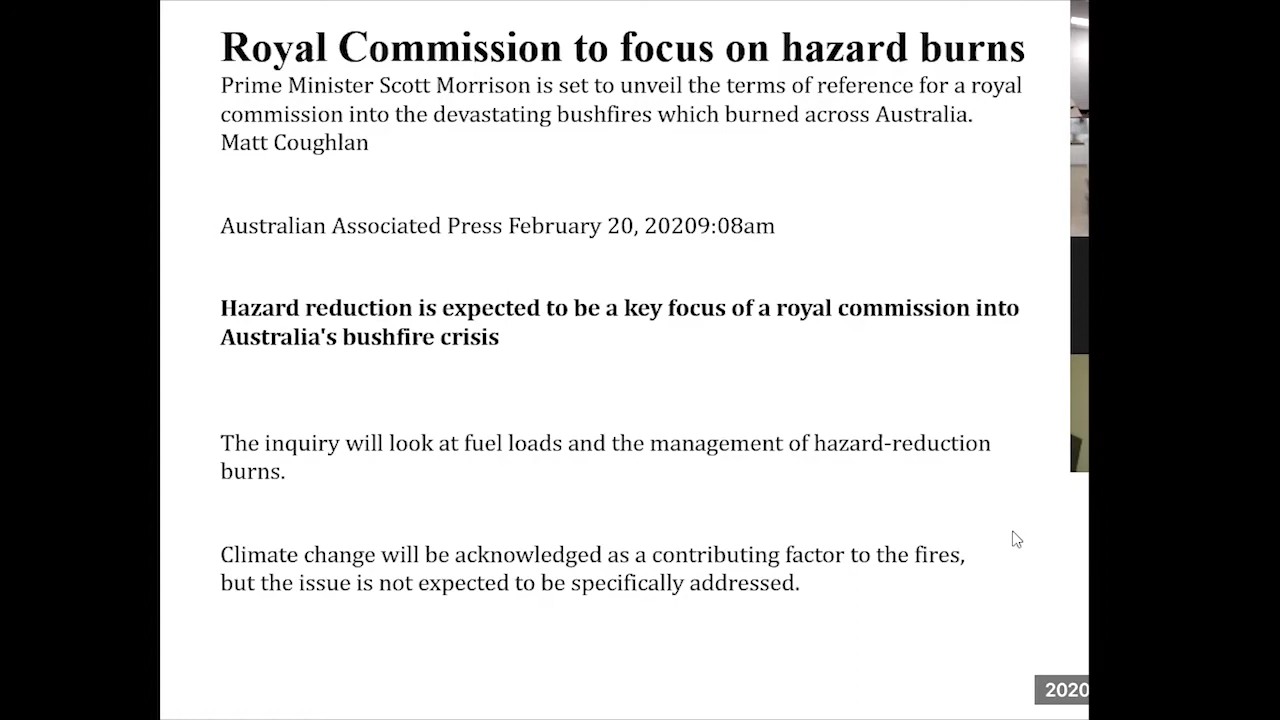 Royal Commission to focus on hazard burns
Prime Minister Scott Morrison is set to unveil the terms of reference for a royal
commission into the devastating bushfires which burned across Australia.
Matt Coughlan
Australian Associated Press February 20, 20209:08am
Hazard reduction is expected to be a key focus of a royal commission into
Australia's bushfire crisis
The inquiry will look at fuel loads and the management of hazard-reduction
burns.
Climate change will be acknowledged as a contributing factor to the fires,
but the issue is not expected to be specifically addressed.
2020